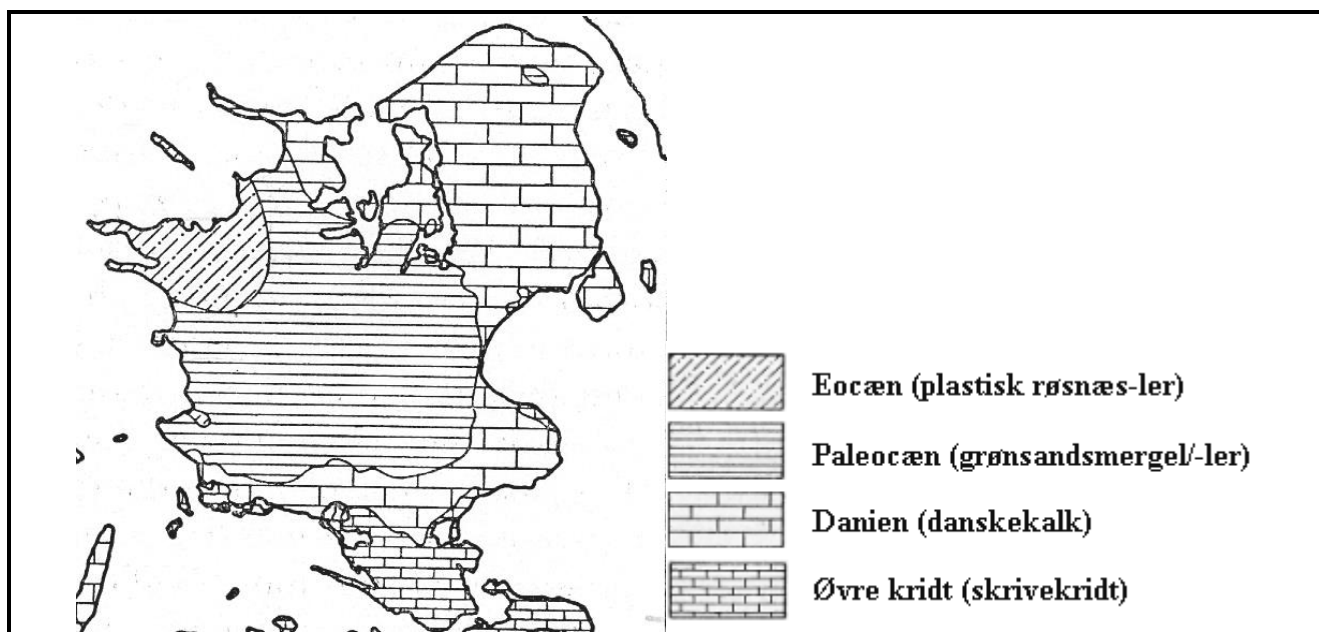 Eocæn (plastisk røsnæs-ler)
Paleocæn (grønsandsmergel/-ler)
Danien (danskekalk)
Øvre kridt (skrivekridt)